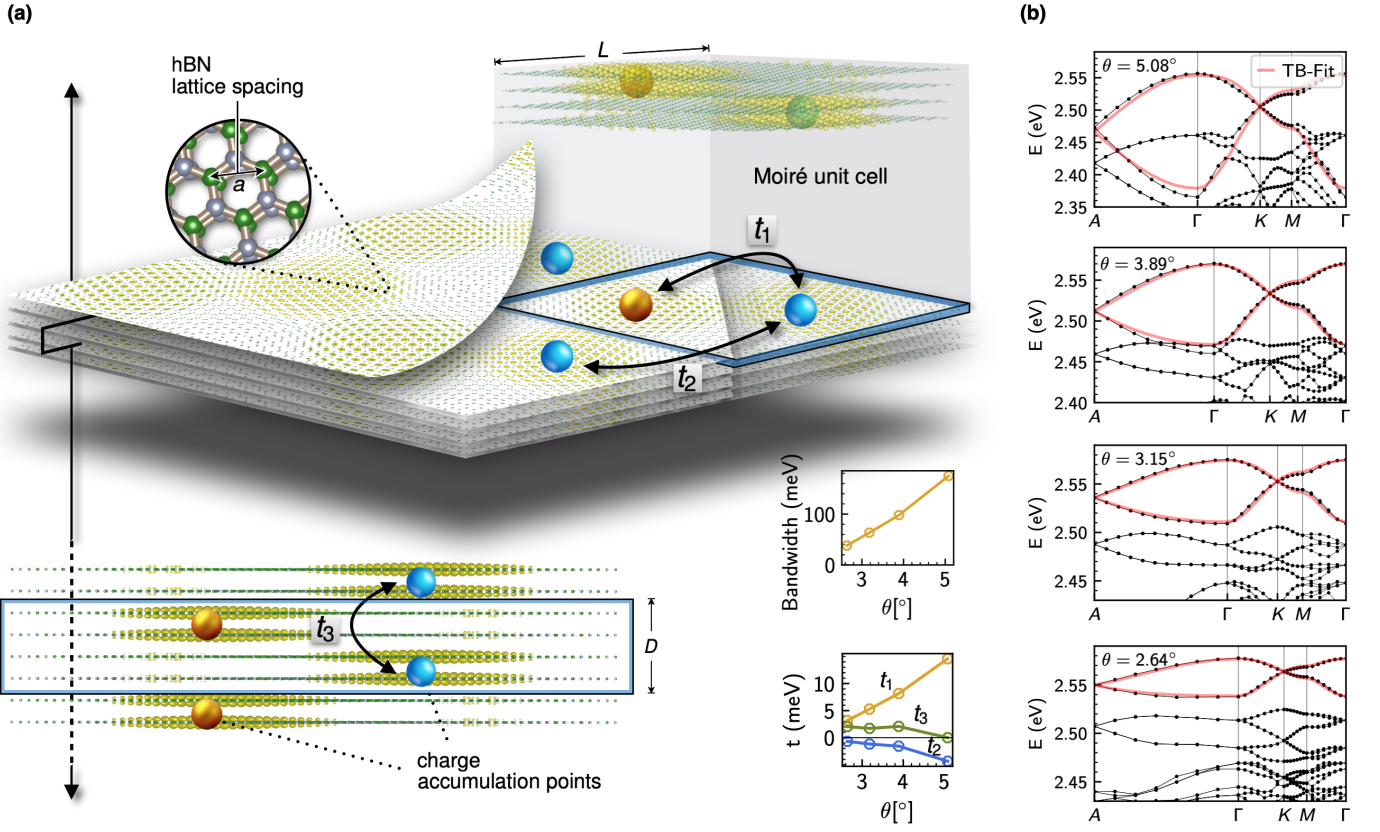 (a)
hBN
lattice spacing
a
L
Moiré unit cell
t1
t2
t3
D
charge
accumulation points
Bandwidth (meV)
100
0
3 4 5
θ[°]
t (meV)
10
5
0
t1
t3
t2
3 4 5
θ[°]
(b)
θ = 5.08°
TB-Fit
E (eV)
2.55
2.50
2.45
2.40
2.35
A Γ K M Γ
θ = 3.89°
E (eV)
2.55
2.50
2.45
2.40
A Γ K M Γ
θ = 3.15°
E (eV)
2.55
2.50
2.45
A Γ K M Γ
θ = 2.64°
E (eV)
2.55
2.50
2.45
A Γ K M Γ